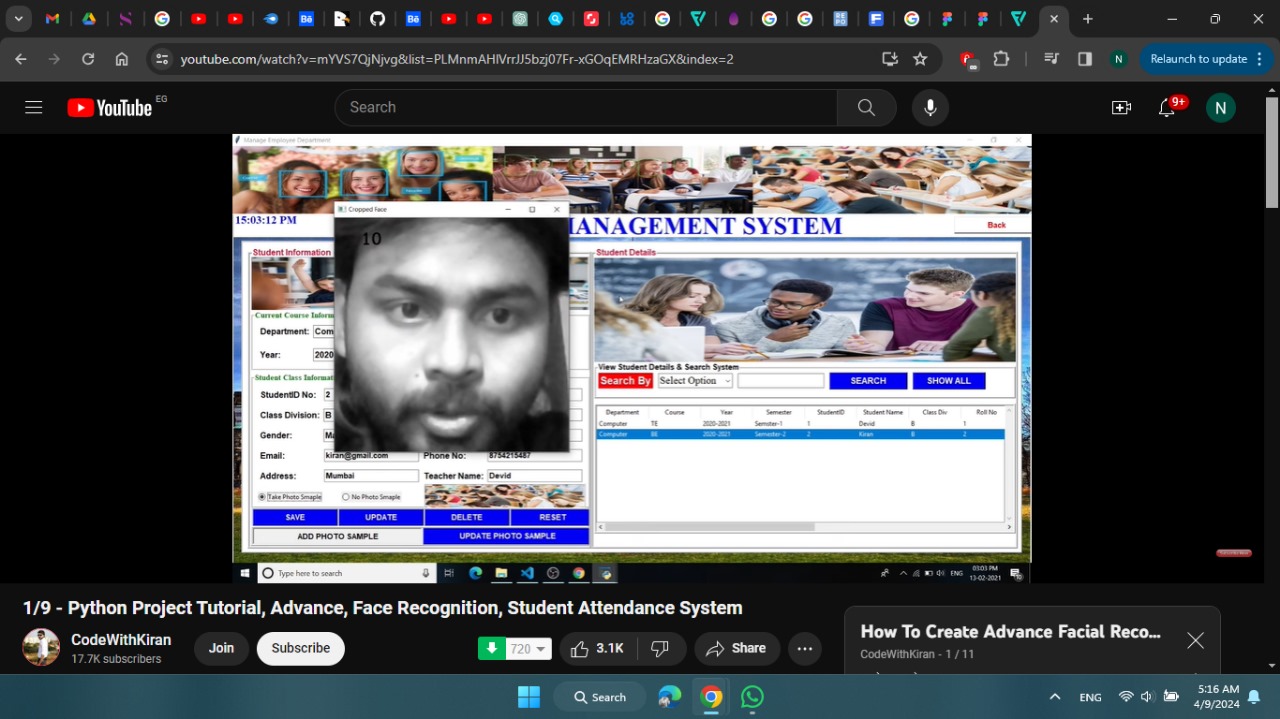 youtube.com/watch?v=mYVS7QjNjvg&list=PLMnmAHlVrrJJ5bzj07Fr-xGOqEMRHzaGX&index=2
N
Relaunch to update
YouTube EG
Search
9+
N
Manage Employee Department
15:03:12 PM
MANAGEMENT SYSTEM
Back
Cropped Face
10
Student Information
Student Details
Current Course Infor
Department: Com
Year: 2020
Student Class Informat
StudentID No: 2
Class Division: B
Gender: Ma
Email: kiran@gmail.com Phone No: 8754215487
Address: Mumbai Teacher Name: Devid
Take Photo Smaple No Photo Smaple
SAVE UPDATE DELETE RESET
ADD PHOTO SAMPLE UPDATE PHOTO SAMPLE
View Student Details & Search System
Search By Select Option SEARCH SHOW ALL
Department Course Year Semester StudentID Student Name Class Div Roll No
Computer TE 2020-2021 Semster-1 1 Devid B 1
Computer BE 2020-2021 Semester-2 2 Kiran B 2
Type here to search
ENG
03:03 PM
13-02-2021
1/9 - Python Project Tutorial, Advance, Face Recognition, Student Attendance System
CodeWithKiran
17.7K subscribers
Join
Subscribe
720
3.1K
Share
How To Create Advance Facial Reco...
CodeWithKiran - 1 / 11
Search
ENG
5:16 AM
4/9/2024